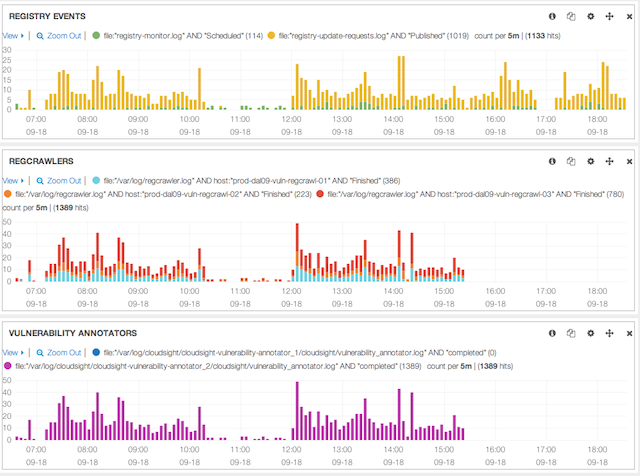 REGISTRY EVENTS
View Zoom Out file:"registry-monitor.log" AND "Scheduled" (114) file:"registry-update-requests.log" AND "Published" (1019) count per 5m | (1133 hits)
30
25
20
15
10
5
0
07:00 08:00 09:00 10:00 11:00 12:00 13:00 14:00 15:00 16:00 17:00 18:00
09-18 09-18 09-18 09-18 09-18 09-18 09-18 09-18 09-18 09-18 09-18 09-18
REGCRAWLERS
View Zoom Out file:"/var/log/regcrawler.log" AND host:"prod-dal09-vuln-regcrawl-01" AND "Finished" (386)
file:"/var/log/regcrawler.log" AND host:"prod-dal09-vuln-regcrawl-02" AND "Finished" (223) file:"/var/log/regcrawler.log" AND host:"prod-dal09-vuln-regcrawl-03" AND "Finished" (780)
count per 5m | (1389 hits)
50
40
30
20
10
0
07:00 08:00 09:00 10:00 11:00 12:00 13:00 14:00 15:00 16:00 17:00 18:00
09-18 09-18 09-18 09-18 09-18 09-18 09-18 09-18 09-18 09-18 09-18 09-18
VULNERABILITY ANNOTATORS
View Zoom Out file:"/var/log/cloudsight/cloudsight-vulnerability-annotator_1/cloudsight/vulnerability_annotator.log" AND "completed" (0)
file:"/var/log/cloudsight/cloudsight-vulnerability-annotator_2/cloudsight/vulnerability_annotator.log" AND "completed" (1389) count per 5m | (1389 hits)
50
40
30
20
10
0
07:00 08:00 09:00 10:00 11:00 12:00 13:00 14:00 15:00 16:00 17:00 18:00
09-18 09-18 09-18 09-18 09-18 09-18 09-18 09-18 09-18 09-18 09-18 09-18